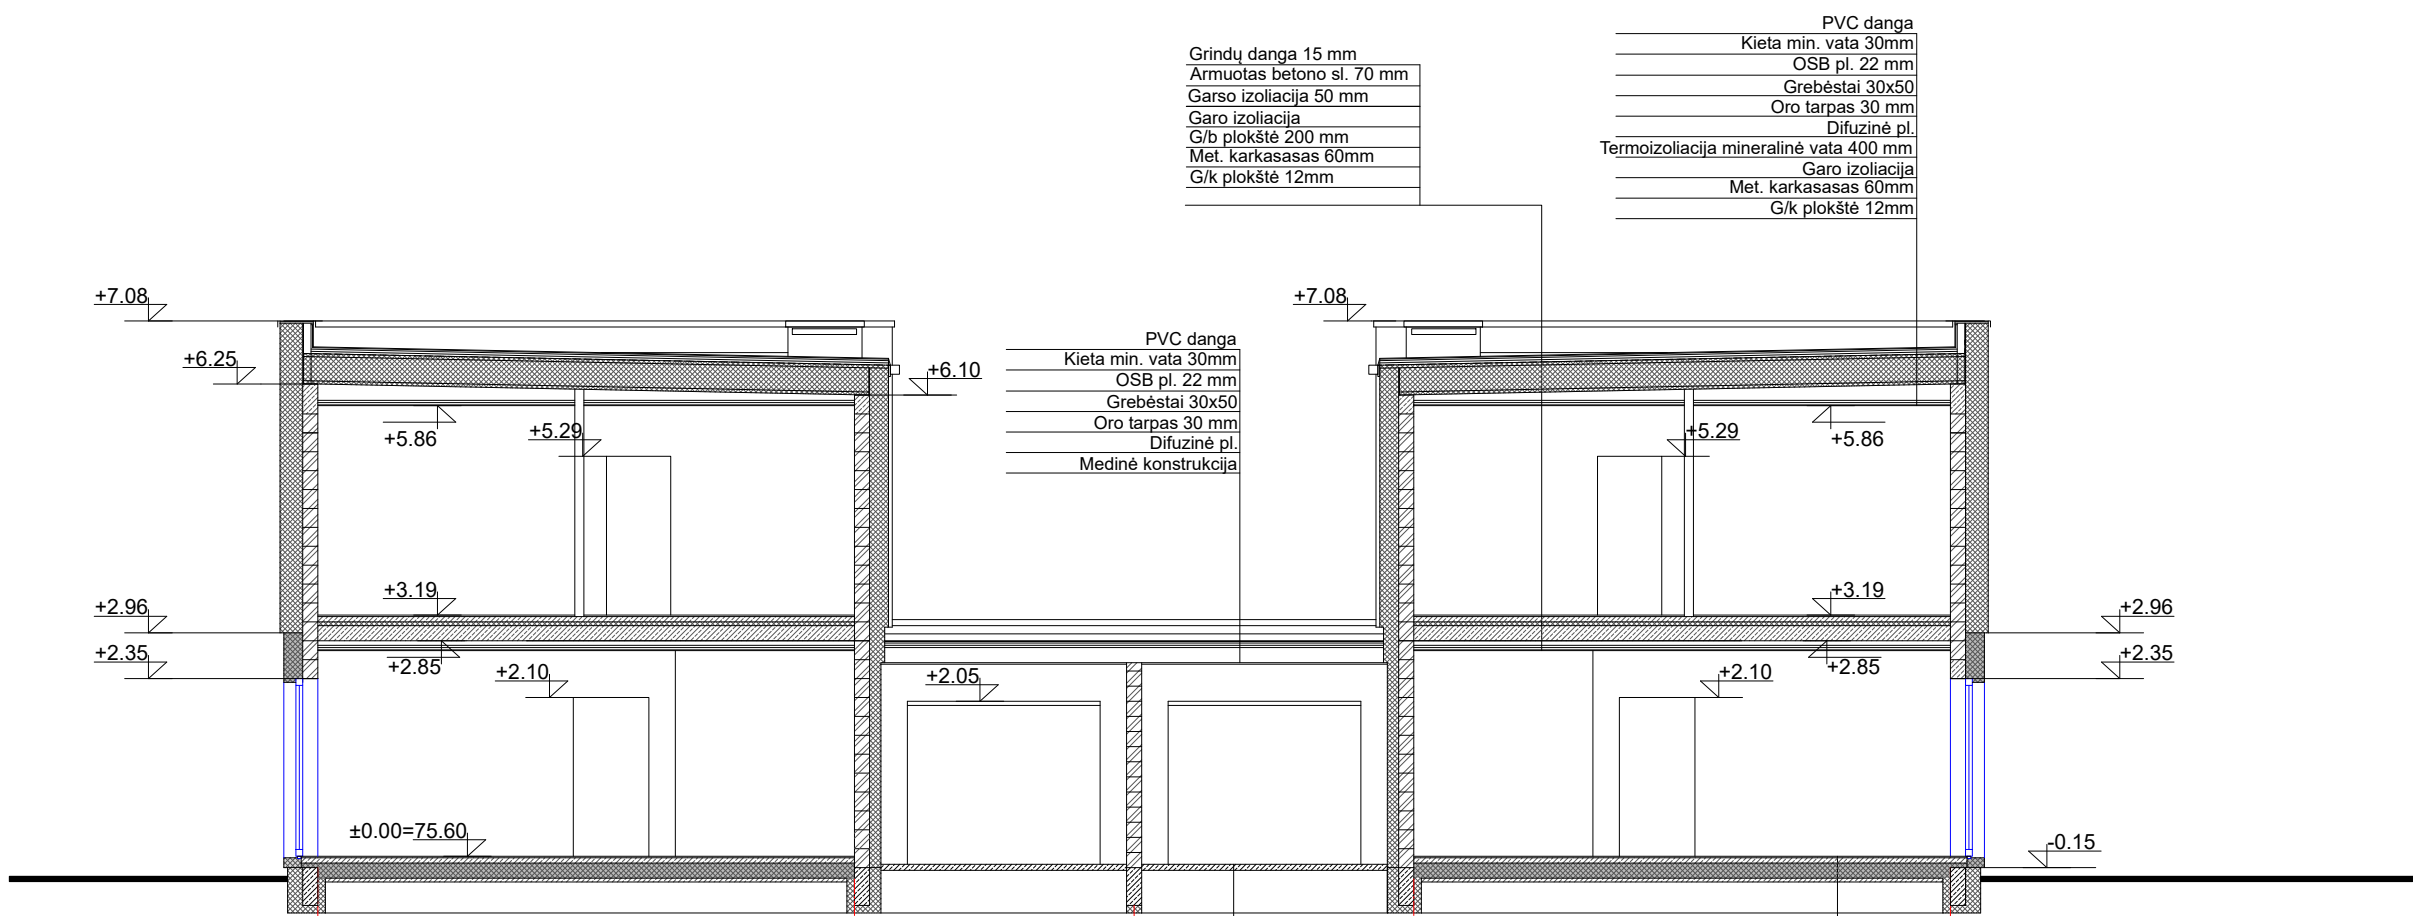 PVC danga
Kieta min. vata 30mm
OSB pl. 22 mm
Grebėstai 30x50
Oro tarpas 30 mm
Difuzinė pl.
Termoizoliacija mineralinė vata 400 mm
Garo izoliacija
Met. karkasasas 60mm
G/k plokštė 12mm
Grindų danga 15 mm
Armuotas betono sl. 70 mm
Garso izoliacija 50 mm
Garo izoliacija
G/b plokštė 200 mm
Met. karkasasas 60mm
G/k plokštė 12mm
PVC danga
Kieta min. vata 30mm
OSB pl. 22 mm
Grebėstai 30x50
Oro tarpas 30 mm
Difuzinė pl.
Medinė konstrukcija
+7.08
+7.08
+6.25
+6.10
+5.86
+5.29
+5.29
+5.86
+3.19
+3.19
+2.96
+2.96
+2.35
+2.85
+2.85
+2.35
+2.10
+2.05
+2.10
±0.00=75.60
-0.15